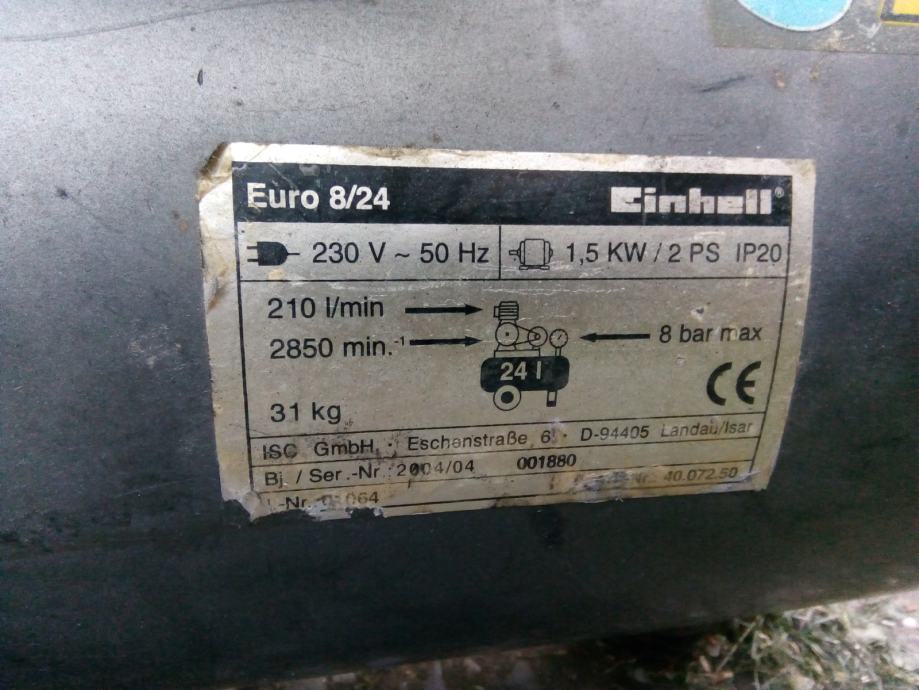 Euro 8/24 Einhell®
230 V ~ 50 Hz 1,5 KW / 2 PS IP20
210 l/min
2850 min.-1 8 bar max
24 l
31 kg CE
ISC GmbH · Eschenstraße 6 · D-94405 Landau/Isar
Bj / Ser.-Nr.: 2004/04 001880 40.072.50
I.-Nr.